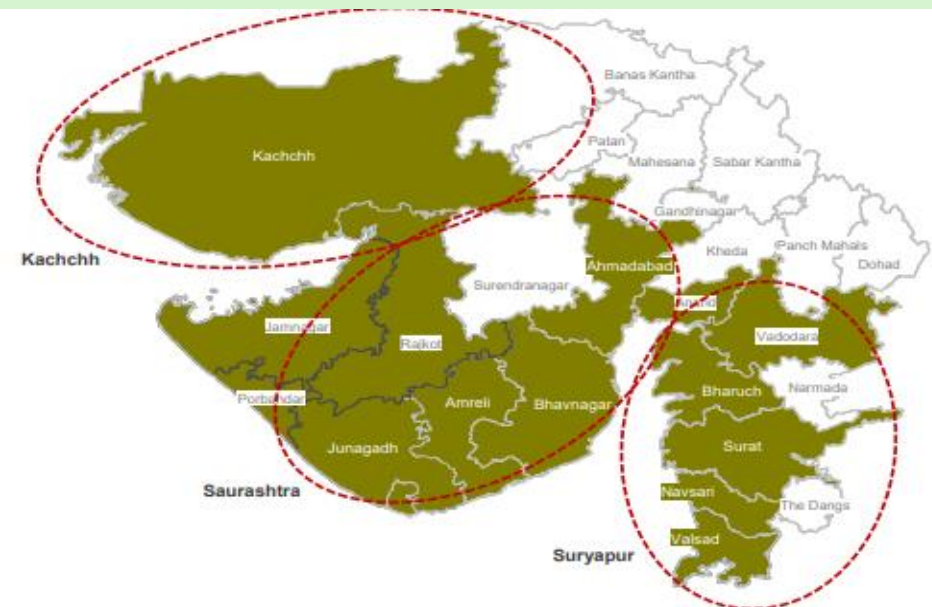 Banas Kantha
Patan
Kachchh
Mahesana
Sabar Kantha
Gandhinagar
Kheda
Panch Mahals
Dohad
Kachchh
Ahmadabad
Surendranagar
Anand
Jamnagar
Rajkot
Vadodara
Porbandar
Amreli
Bhavnagar
Bharuch
Narmada
Junagadh
Surat
Saurashtra
Navsari
The Dangs
Valsad
Suryapur